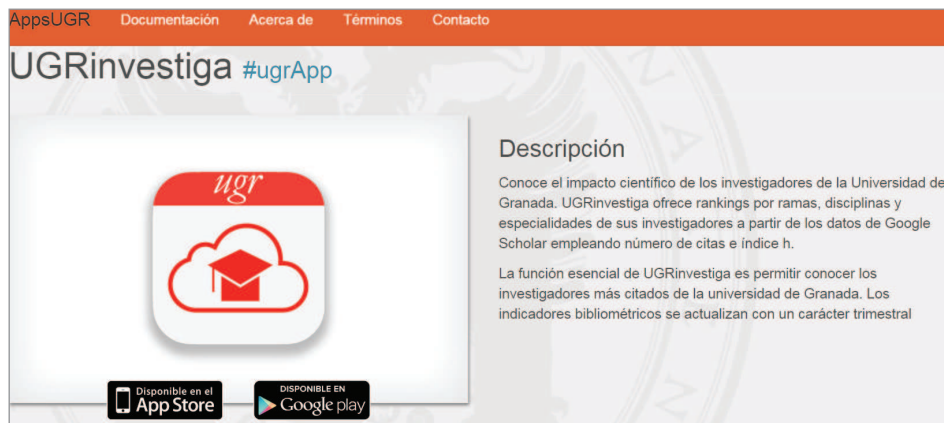 AppsUGR Documentación Acerca de Términos Contacto
UGRinvestiga #ugrApp
ugr
Disponible en el
App Store
DISPONIBLE EN
Google play
Descripción
Conoce el impacto científico de los investigadores de la Universidad de
Granada. UGRinvestiga ofrece rankings por ramas, disciplinas y
especialidades de sus investigadores a partir de los datos de Google
Scholar empleando número de citas e índice h.
La función esencial de UGRinvestiga es permitir conocer los
investigadores más citados de la universidad de Granada. Los
indicadores bibliométricos se actualizan con un carácter trimestral